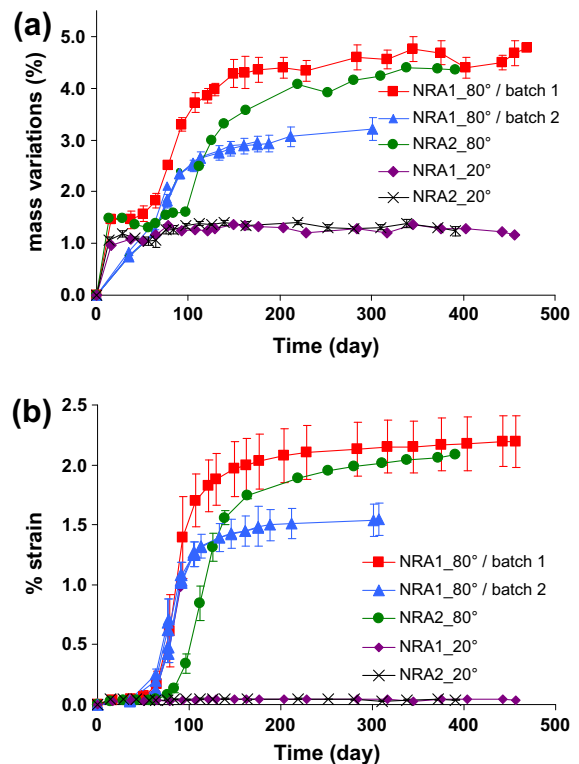 (a)
mass variations (%)
5.0
4.0
3.0
2.0
1.0
0.0
NRA1_80° / batch 1
NRA1_80° / batch 2
NRA2_80°
NRA1_20°
NRA2_20°
0 100 200 300 400 500
Time (day)
(b)
% strain
2.5
2.0
1.5
1.0
0.5
0.0
NRA1_80° / batch 1
NRA1_80° / batch 2
NRA2_80°
NRA1_20°
NRA2_20°
0 100 200 300 400 500
Time (day)